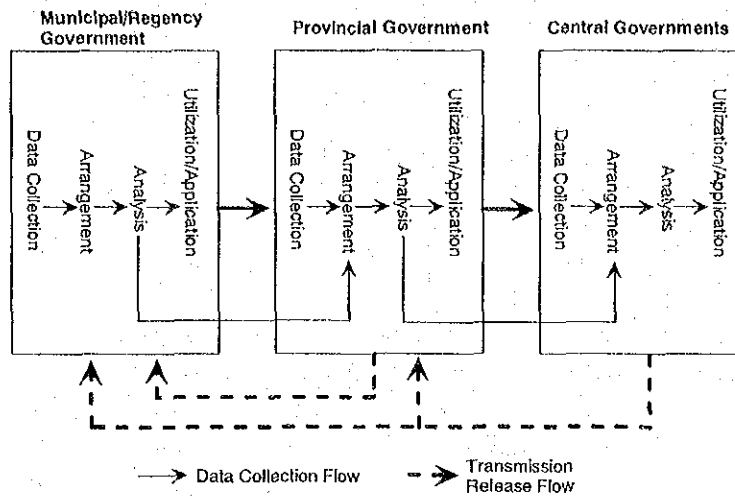 Municipal/Regency
Government
Provincial Government
Central Governments
Data Collection
Arrangement
Analysis
Utilization/Application
Data Collection
Arrangement
Analysis
Utilization/Application
Data Collection
Arrangement
Analysis
Utilization/Application
Data Collection Flow
Transmission
Release Flow